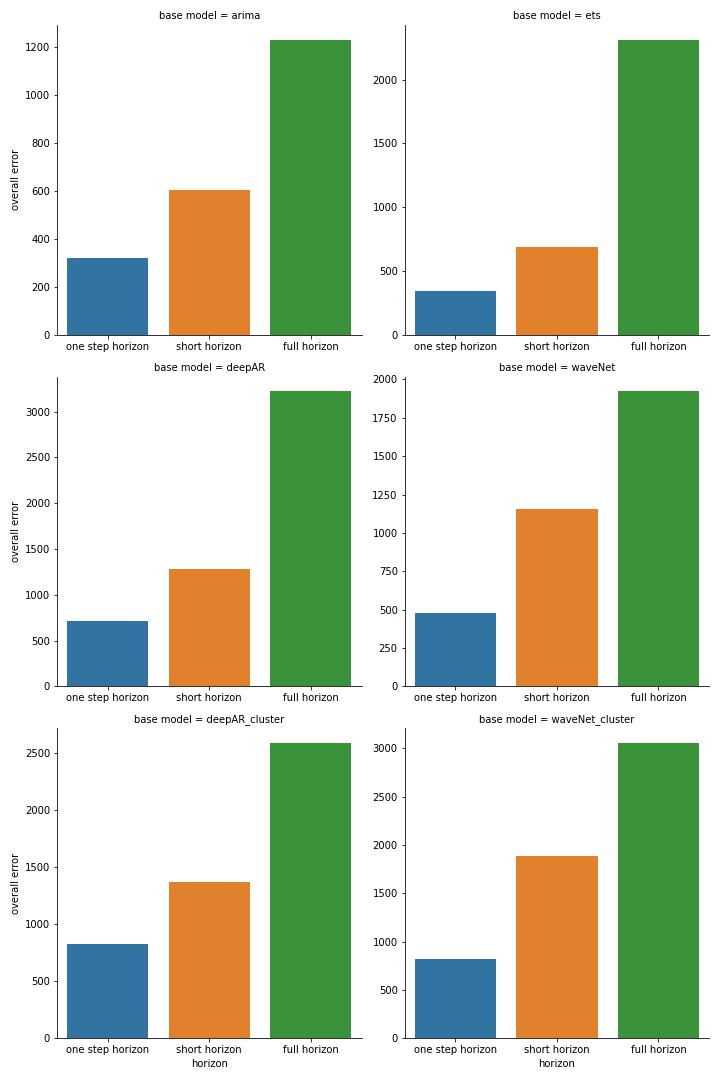 base model = arima
1200
1000
800
600
400
200
0
overall error
one step horizon short horizon full horizon
base model = ets
2000
1500
1000
500
0
one step horizon short horizon full horizon
base model = deepAR
3000
2500
2000
1500
1000
500
0
overall error
one step horizon short horizon full horizon
base model = waveNet
2000
1750
1500
1250
1000
750
500
250
0
one step horizon short horizon full horizon
base model = deepAR_cluster
2500
2000
1500
1000
500
0
overall error
one step horizon short horizon full horizon
horizon
base model = waveNet_cluster
3000
2500
2000
1500
1000
500
0
one step horizon short horizon full horizon
horizon